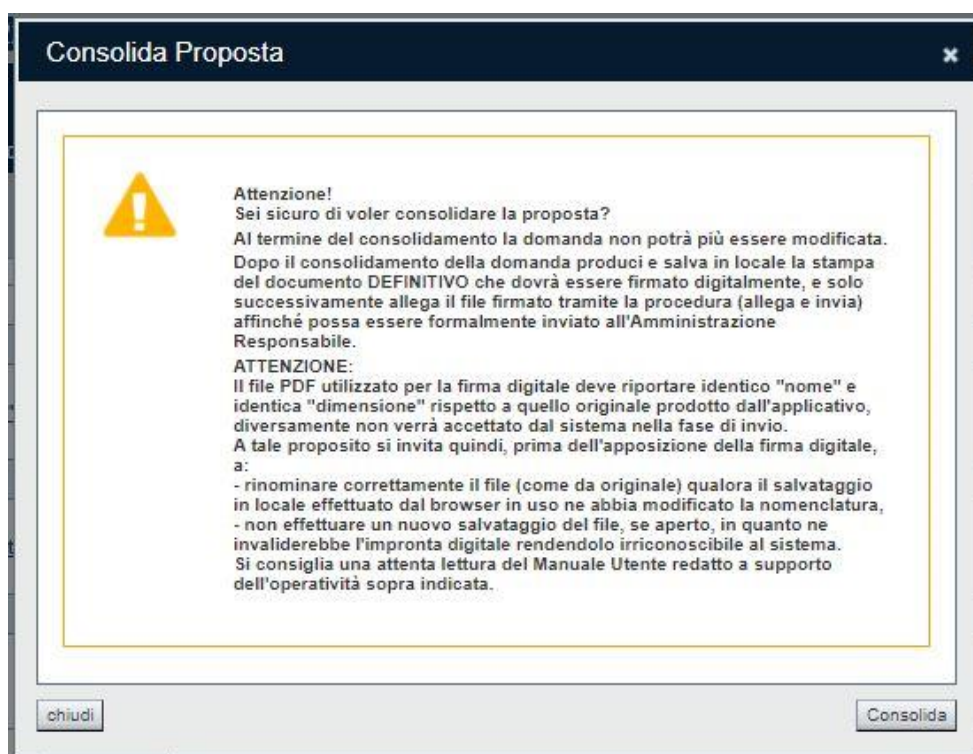 Consolida Proposta
Attenzione!
Sei sicuro di voler consolidare la proposta?
Al termine del consolidamento la domanda non potrà più essere modificata.
Dopo il consolidamento della domanda produci e salva in locale la stampa
del documento DEFINITIVO che dovrà essere firmato digitalmente, e solo
successivamente allega il file firmato tramite la procedura (allega e invia)
affinché possa essere formalmente inviato all'Amministrazione
Responsabile.
ATTENZIONE:
Il file PDF utilizzato per la firma digitale deve riportare identico "nome" e
identica "dimensione" rispetto a quello originale prodotto dall'applicativo,
diversamente non verrà accettato dal sistema nella fase di invio.
A tale proposito si invita quindi, prima dell'apposizione della firma digitale,
a:
- rinominare correttamente il file (come da originale) qualora il salvataggio
in locale effettuato dal browser in uso ne abbia modificato la nomenclatura,
- non effettuare un nuovo salvataggio del file, se aperto, in quanto ne
invaliderebbe l'impronta digitale rendendolo irriconoscibile al sistema.
Si consiglia una attenta lettura del Manuale Utente redatto a supporto
dell'operatività sopra indicata.
chiudi
Consolida